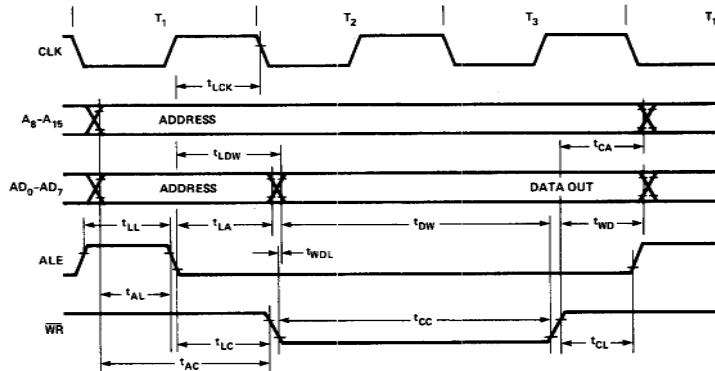 T1 T2 T3 T1
CLK
tLCK
A8–A15 ADDRESS
tLDW tCA
AD0–AD7 ADDRESS DATA OUT
tLL tLA tDW tWD
ALE tWDL
tAL
WR tCC
tLC tCL
tAC